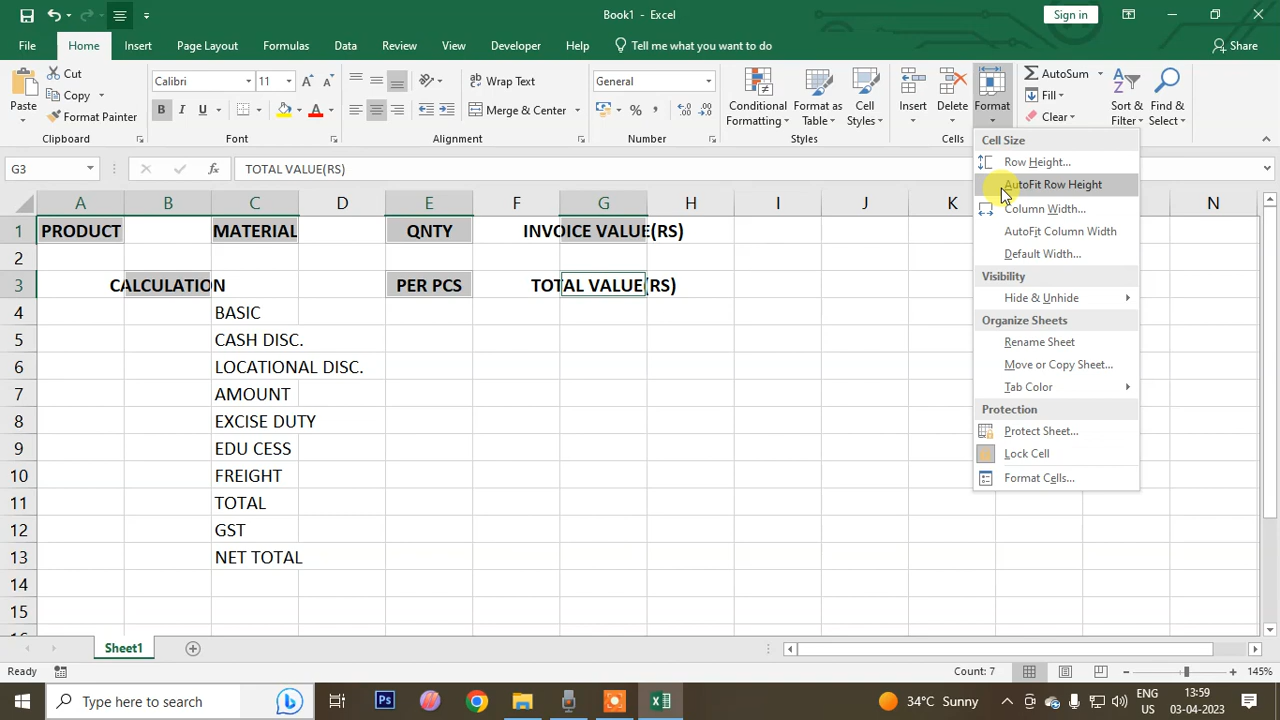 Book1 - Excel
Sign in
File Home Insert Page Layout Formulas Data Review View Developer Help Tell me what you want to do Share
Cut
Copy
Format Painter
Paste
Clipboard
Calibri 11
B I U
Font
Wrap Text
Merge & Center
Alignment
General
% ,
Number
Conditional Formatting
Format as Table
Cell Styles
Styles
Insert Delete Format
Cells
AutoSum
Fill
Clear
Sort & Filter
Find & Select
Cell Size
Row Height...
AutoFit Row Height
Column Width...
AutoFit Column Width
Default Width...
Visibility
Hide & Unhide
Organize Sheets
Rename Sheet
Move or Copy Sheet...
Tab Color
Protection
Protect Sheet...
Lock Cell
Format Cells...
G3 fx TOTAL VALUE(RS)
A B C D E F G H I J K N
1 PRODUCT MATERIAL QNTY INVOICE VALUE(RS)
2
3 CALCULATION PER PCS TOTAL VALUE(RS)
4 BASIC
5 CASH DISC.
6 LOCATIONAL DISC.
7 AMOUNT
8 EXCISE DUTY
9 EDU CESS
10 FREIGHT
11 TOTAL
12 GST
13 NET TOTAL
14
15
Sheet1
Ready Count: 7 145%
Type here to search
Ps
34°C Sunny
ENG
US
13:59
03-04-2023